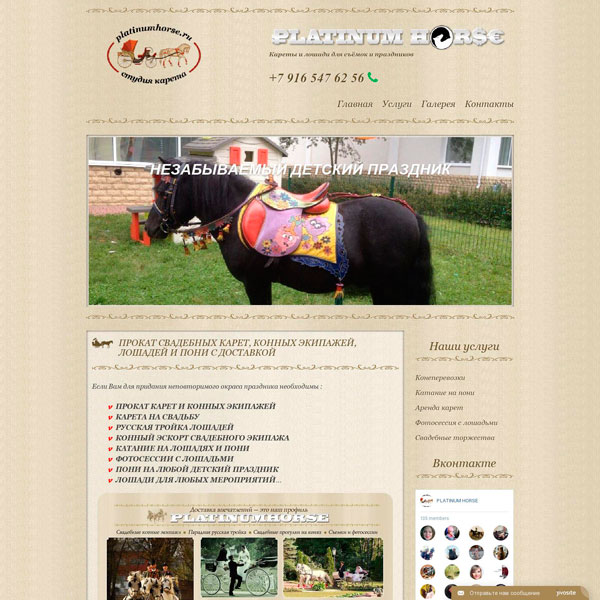 platinumhorse.ru
студия карета
PLATINUM HOR$€
Кареты и лошади для съёмок и праздников
+7 916 547 62 56
Главная Услуги Галерея Контакты
НЕЗАБЫВАЕМЫЙ ДЕТСКИЙ ПРАЗДНИК
ПРОКАТ СВАДЕБНЫХ КАРЕТ, КОННЫХ ЭКИПАЖЕЙ,
ЛОШАДЕЙ И ПОНИ С ДОСТАВКОЙ
Если Вам для придания неповторимого окраса праздника необходимы :
v ПРОКАТ КАРЕТ И КОННЫХ ЭКИПАЖЕЙ
v КАРЕТА НА СВАДЬБУ
v РУССКАЯ ТРОЙКА ЛОШАДЕЙ
v КОННЫЙ ЭСКОРТ СВАДЕБНОГО ЭКИПАЖА
v КАТАНИЕ НА ЛОШАДЯХ И ПОНИ
v ФОТОСЕССИИ С ЛОШАДЬМИ
v ПОНИ НА ЛЮБОЙ ДЕТСКИЙ ПРАЗДНИК
v ЛОШАДИ ДЛЯ ЛЮБЫХ МЕРОПРИЯТИЙ...
Доставка впечатлений — это наш профиль
PLATINUMHORSE
Свадебные конные экипажи Парадная русская тройка Свадебные прогулки на конях Съемки и фотосессии
Наши услуги
Конеперевозки
Катание на пони
Аренда карет
Фотосессия с лошадьми
Свадебные торжества
Вконтакте
PLATINUM HORSE
members
Отправьте нам сообщение
pvosite